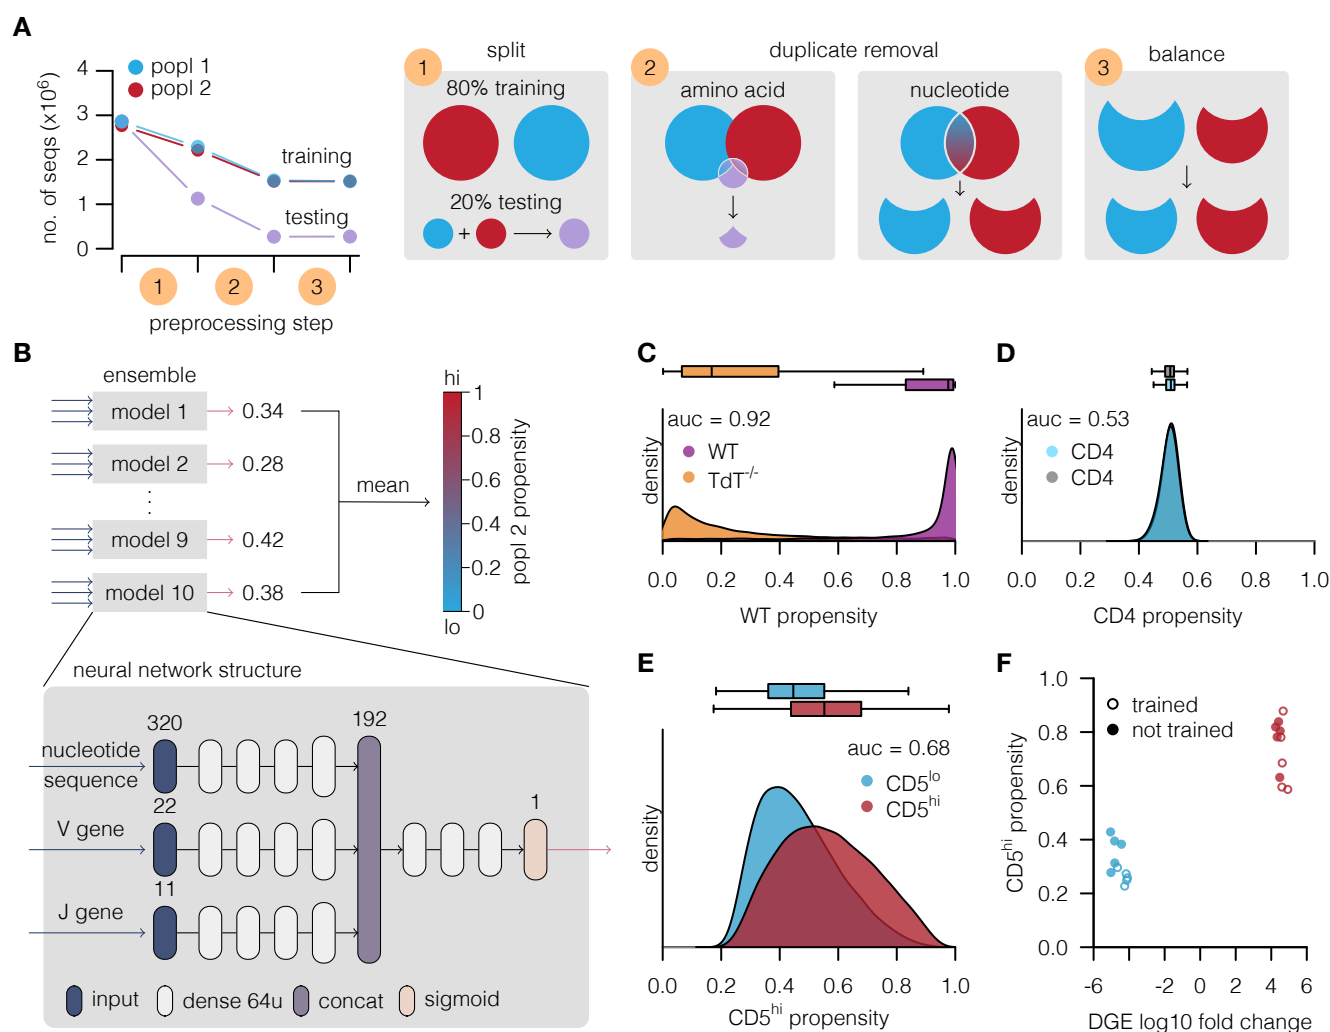 A
no. of seqs (x10⁶)
4
3
2
1
0
popl 1
popl 2
training
testing
1
2
3
preprocessing step
split
1
80% training
20% testing
+
duplicate removal
2
amino acid
nucleotide
balance
3
B
ensemble
model 1
0.34
model 2
0.28
⋮
model 9
0.42
model 10
0.38
mean
hi
1
0.8
0.6
0.4
0.2
0
lo
popl 2 propensity
neural network structure
320
nucleotide
sequence
22
V gene
11
J gene
192
1
input
dense 64u
concat
sigmoid
C
auc = 0.92
WT
TdT⁻/⁻
density
0.0 0.2 0.4 0.6 0.8 1.0
WT propensity
D
auc = 0.53
CD4
CD4
density
0.0 0.2 0.4 0.6 0.8 1.0
CD4 propensity
E
auc = 0.68
CD5ˡᵒ
CD5ʰⁱ
density
0.0 0.2 0.4 0.6 0.8 1.0
CD5ʰⁱ propensity
F
CD5ʰⁱ propensity
1.0
0.8
0.6
0.4
0.2
0.0
trained
not trained
-6 -4 -2 0 2 4 6
DGE log10 fold change